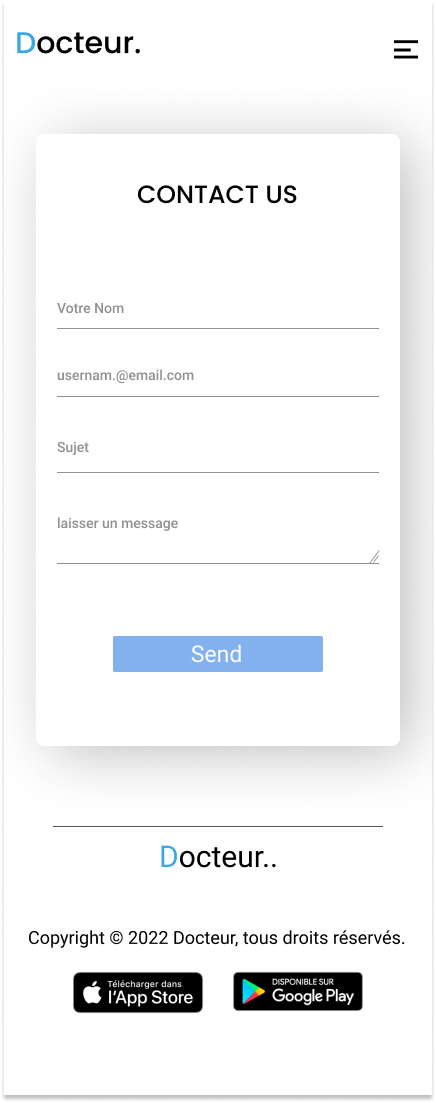 Docteur.
CONTACT US
Votre Nom
usernam.@email.com
Sujet
laisser un message
Send
Docteur..
Copyright © 2022 Docteur, tous droits réservés.
Télécharger dans
l'App Store
DISPONIBLE SUR
Google Play